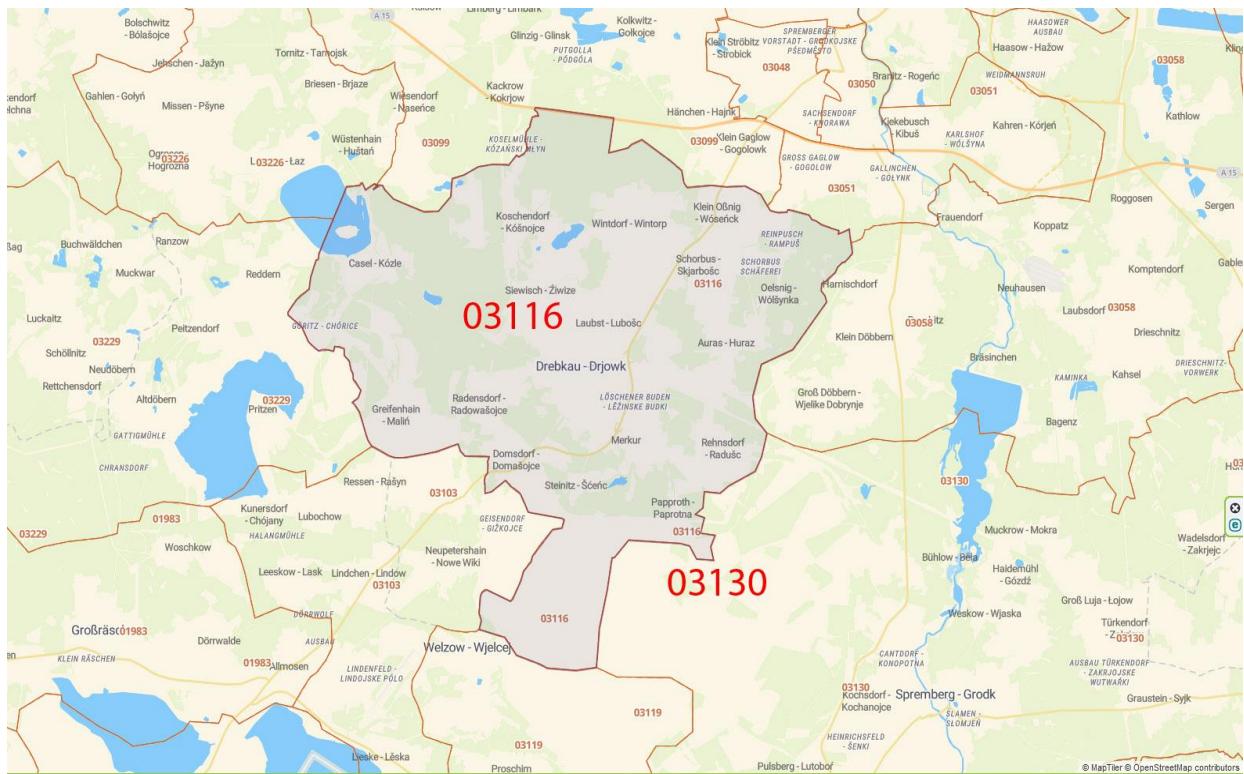 Bolschwitz
- Bólašojce
A 15
Limberg - Limbark
Glinzig - Glinsk
Kolkwitz -
Gołkojce
PUTGOLLA
- PÓDGÓLA
Klein Ströbitz
- Strobick
SPREMBERGER
VORSTADT - GRODKOJSKE
PŚEDMĚSTO
03048
HAASOWER
AUSBAU
Haasow - Hažow
Tornitz - Tarnojsk
Jehschen - Jažyn
Gahlen - Gołyń
Missen - Pšyne
Briesen - Brjaze
Wiesendorf
- Naseńce
Kackrow
- Kokrjow
Hänchen - Hajnk
03050
Branitz - Rogeńc
WEIDMANNSRUH
03051
03058
Kathlow
SACHSENDORF
- KNORAWA
Kiekebusch
- Kibuš
Kahren - Kórjeń
KARLSHOF
- WÓLŠYNA
Wüstenhain
- Huštań
03099
KOSELMÜHLE -
KÓZAŃSKI MŁYN
03099
Klein Gaglow
- Gogolowk
GROSS GAGLOW
- GOGOLOW
03051
GALLINCHEN
- GOŁYNK
A 15
Ogrosen -
Hogrozna
03226
03226
- Łaz
Roggosen
Sergen
Frauendorf
Koppatz
Koschendorf
- Kóšnojce
Wintdorf - Wintorp
Klein Oßnig
- Wóseńck
REINPUSCH
- RAMPUŠ
Buchwäldchen
Ranzow
Muckwar
Reddern
Casel - Kózle
Schorbus -
Skjarbošc
03116
SCHORBUS
SCHÄFEREI
Oelsnig -
Wólšynka
Harnischdorf
Neuhausen
Komptendorf
Siewisch - Žiwize
03116
Laubst - Lubošc
GÖRITZ - CHÓRICE
Auras - Huraz
Klein Döbbern
03058
Laubsdorf
03058
Drieschnitz
Luckaitz
Peitzendorf
03229
Schöllnitz
Neudöbern
Rettchensdorf
Altdöbern
03229
Pritzen
Drebkau - Drjowk
Bräsinchen
DRIESCHNITZ-
VORWERK
KAMINKA
Kahsel
Greifenhain
- Maliń
Radensdorf -
Radowašojce
LÖSCHENER BUDEN
- LĚŽINSKE BUDKI
Groß Döbbern -
Wjelike Dobrynje
Bagenz
GATTIGMÜHLE
CHRANSDORF
Merkur
Rehnsdorf
- Radušc
Domsdorf -
Domašojce
Steinitz - Šćeńc
Ressen - Rašyn
03103
03130
Kunersdorf
- Chójany
Lubochow
HALANGMÜHLE
GEISENDORF
- GIŽKOJCE
Papproth -
Paprotna
03116
01983
03229
Woschkow
Muckrow - Mokra
Wadelsdorf
- Zakrjejc
Neupetershain
- Nowe Wiki
Leeskow - Lask
Lindchen - Lindow
03103
03130
Bühlow - Běła
Haidemühl
- Gózdź
Groß Luja - Łojow
Weskow - Wjaska
Türkendorf
03130
DÖRRWOLF
AUSBAU
03116
01983
Dörrwalde
KLEIN RÄSCHEN
01983
Allmosen
Welzow - Wjelcej
LINDENFELD -
LINDOJSKE PÓLO
CANTDORF -
KONOPOTNA
AUSBAU TÜRKENDORF
- ZAKRJOJSKE
WUTWAŔKI
03130
Kochsdorf -
Kochanojce
Spremberg - Grodk
Graustein - Syjk
SLAMEN -
SLOMJEŃ
03119
HEINRICHSFELD
- ŠENKI
03119
Lieske - Lěska
Proschim
Pulsberg - Lutoboŕ
© MapTiler © OpenStreetMap contributors